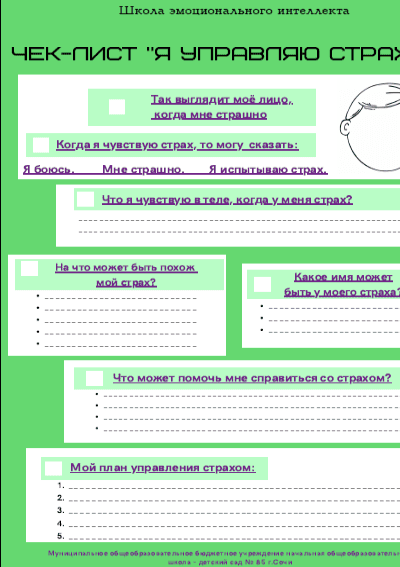 Школа эмоционального интеллекта
ЧЕК-ЛИСТ "Я УПРАВЛЯЮ СТРАХ
Так выглядит моё лицо,
когда мне страшно
Когда я чувствую страх, то могу сказать:
Я боюсь. Мне страшно. Я испытываю страх.
Что я чувствую в теле, когда у меня страх?
На что может быть похож
мой страх?
Какое имя может
быть у моего страха?
Что может помочь мне справиться со страхом?
Мой план управления страхом:
1.
2.
3.
4.
5.
Муниципальное общеобразовательное бюджетное учреждение начальная общеобразовательн
школа - детский сад № 85 г.Сочи